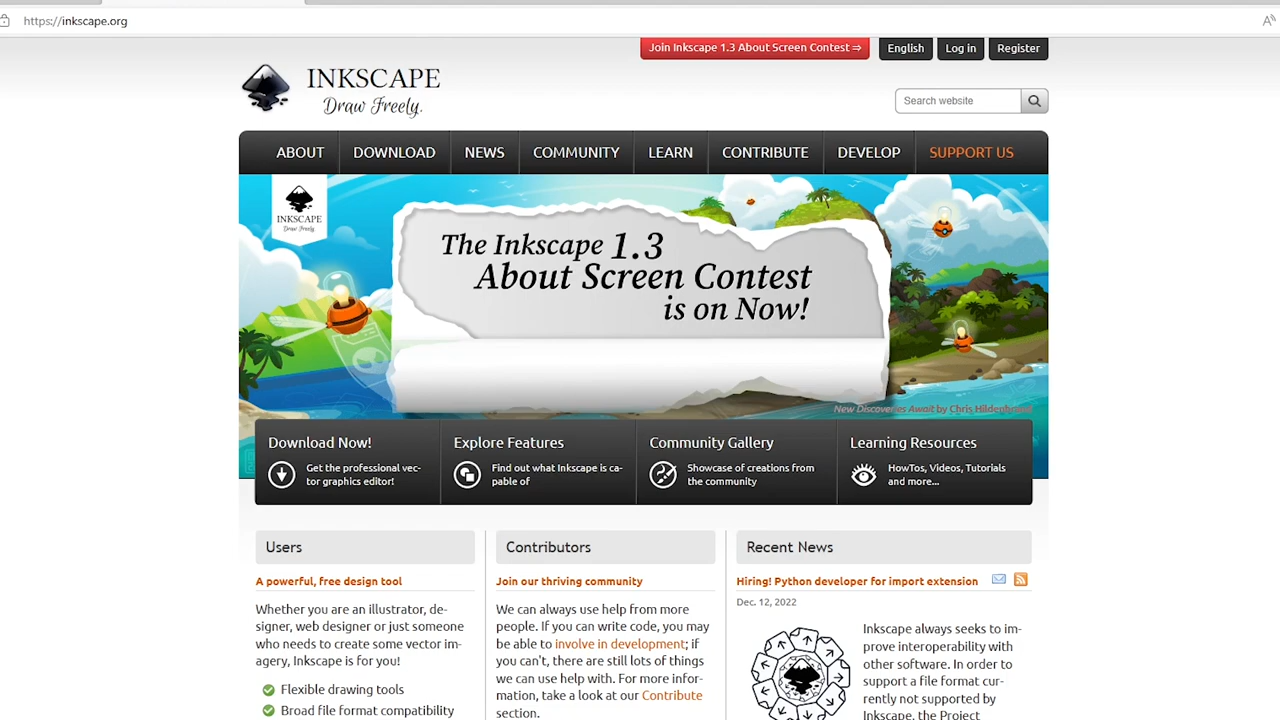 https://inkscape.org
Join Inkscape 1.3 About Screen Contest ⇒
English
Log in
Register
INKSCAPE
Draw Freely.
Search website
ABOUT
DOWNLOAD
NEWS
COMMUNITY
LEARN
CONTRIBUTE
DEVELOP
SUPPORT US
INKSCAPE
Draw Freely.
The Inkscape 1.3
About Screen Contest
is on Now!
New Discoveries Await by Chris Hildenbrand
Download Now!
Get the professional vec-
tor graphics editor!
Explore Features
Find out what Inkscape is ca-
pable of
Community Gallery
Showcase of creations from
the community
Learning Resources
HowTos, Videos, Tutorials
and more...
Users
A powerful, free design tool
Whether you are an illustrator, de-
signer, web designer or just someone
who needs to create some vector im-
agery, Inkscape is for you!
Flexible drawing tools
Broad file format compatibility
Contributors
Join our thriving community
We can always use help from more
people. If you can write code, you may
be able to involve in development; if
you can't, there are still lots of things
we can use help with. For more infor-
mation, take a look at our Contribute
section.
Recent News
Hiring! Python developer for import extension
Dec. 12, 2022
Inkscape always seeks to im-
prove interoperability with
other software. In order to
support a file format cur-
rently not supported by
Inkscape, the Project